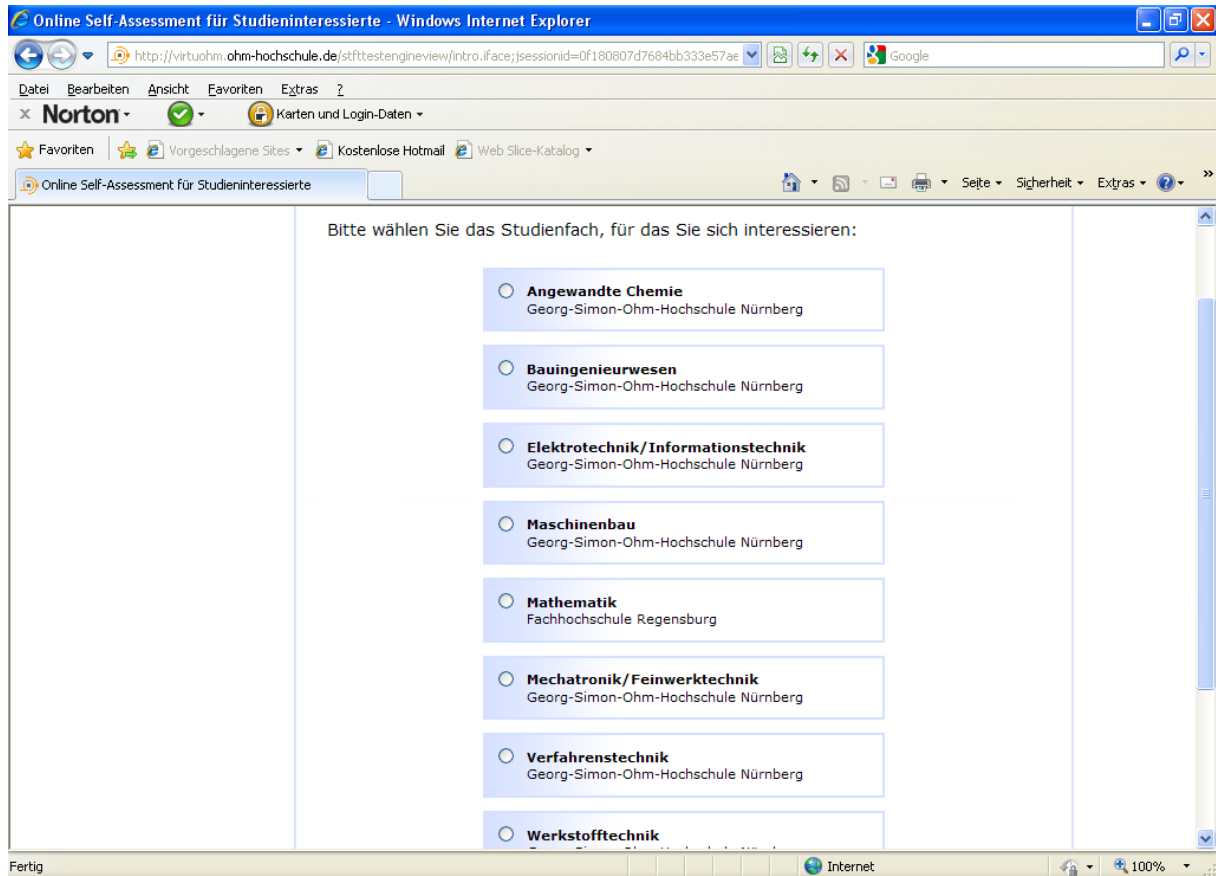 Online Self-Assessment für Studieninteressierte - Windows Internet Explorer
http://virtuohm.ohm-hochschule.de/stfttestengineview/intro.iface;jsessionid=0f180807d7684bb333e57ae
Google
Datei Bearbeiten Ansicht Favoriten Extras ?
x Norton Karten und Login-Daten
Favoriten Vorgeschlagene Sites Kostenlose Hotmail Web Slice-Katalog
Online Self-Assessment für Studieninteressierte Seite Sicherheit Extras »
Bitte wählen Sie das Studienfach, für das Sie sich interessieren:
Angewandte Chemie
Georg-Simon-Ohm-Hochschule Nürnberg
Bauingenieurwesen
Georg-Simon-Ohm-Hochschule Nürnberg
Elektrotechnik/Informationstechnik
Georg-Simon-Ohm-Hochschule Nürnberg
Maschinenbau
Georg-Simon-Ohm-Hochschule Nürnberg
Mathematik
Fachhochschule Regensburg
Mechatronik/Feinwerktechnik
Georg-Simon-Ohm-Hochschule Nürnberg
Verfahrenstechnik
Georg-Simon-Ohm-Hochschule Nürnberg
Werkstofftechnik
Fertig Internet 100%